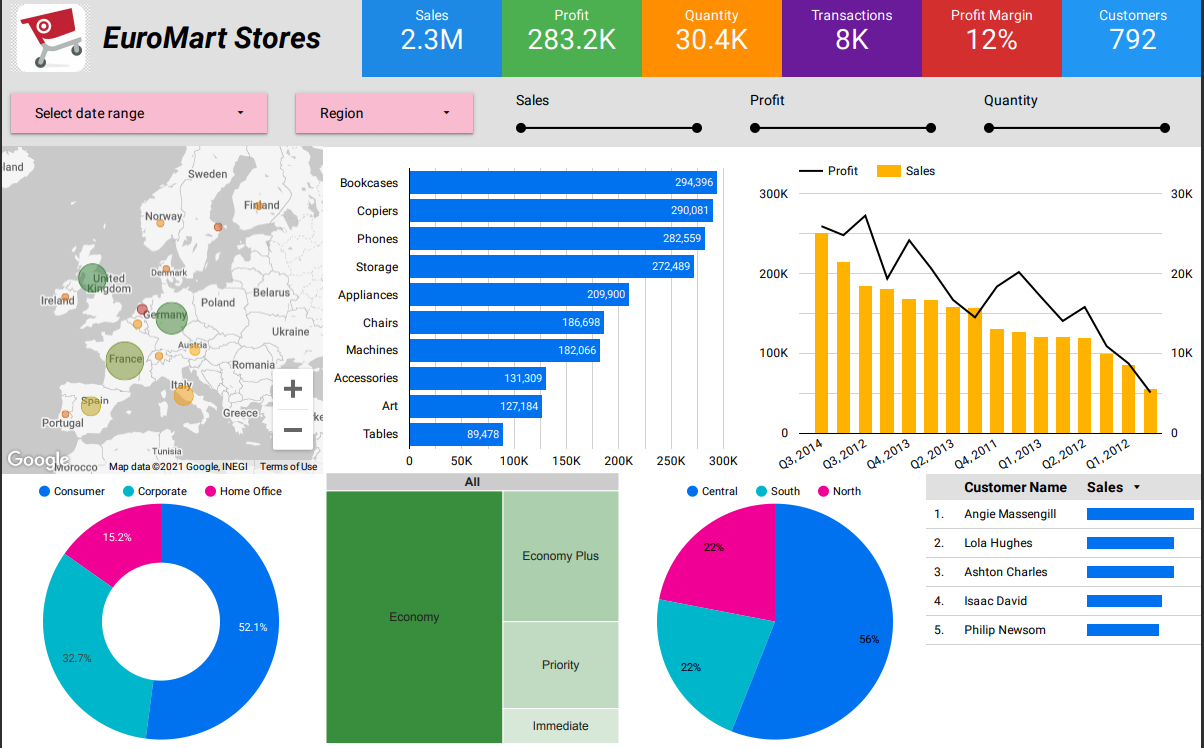 EuroMart Stores
Sales
2.3M
Profit
283.2K
Quantity
30.4K
Transactions
8K
Profit Margin
12%
Customers
792
Select date range
Region
Sales
Profit
Quantity
land
Sweden
Finland
Norway
Denmark
United
Kingdom
Ireland
Belarus
Poland
Germany
Ukraine
Austria
France
Romania
Italy
Spain
Portugal
Greece
Tunisia
Morocco
Google
Map data ©2021 Google, INEGI
Terms of Use
Bookcases 294,396
Copiers 290,081
Phones 282,559
Storage 272,489
Appliances 209,900
Chairs 186,698
Machines 182,066
Accessories 131,309
Art 127,184
Tables 89,478
0 50K 100K 150K 200K 250K 300K
Profit Sales
300K 30K
200K 20K
100K 10K
0 0
Q3, 2014 Q3, 2012 Q4, 2013 Q2, 2013 Q4, 2011 Q1, 2013 Q2, 2012 Q1, 2012
Consumer Corporate Home Office
15.2%
52.1%
32.7%
All
Economy
Economy Plus
Priority
Immediate
Central South North
22%
56%
22%
Customer Name Sales
1. Angie Massengill
2. Lola Hughes
3. Ashton Charles
4. Isaac David
5. Philip Newsom